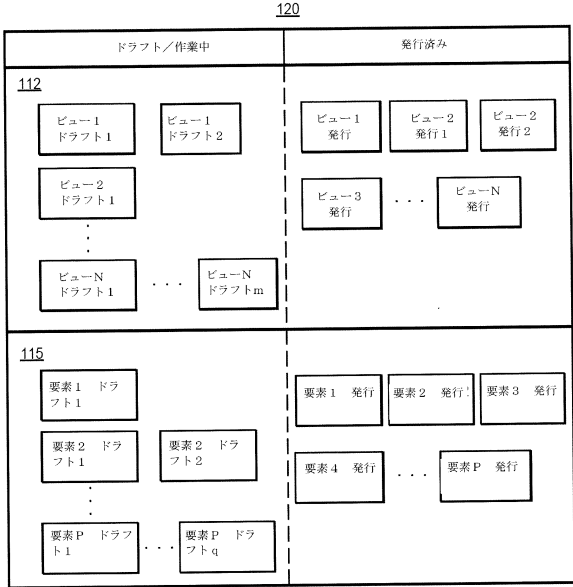 120
ドラフト／作業中
発行済み
112
ビュー1
ドラフト1
ビュー1
ドラフト2
ビュー2
ドラフト1
ビューN
ドラフト1
. . .
ビューN
ドラフトm
ビュー1
発行
ビュー2
発行1
ビュー2
発行2
ビュー3
発行
. . .
ビューN
発行
115
要素1 ドラ
フト1
要素2 ドラ
フト1
要素2 ドラ
フト2
要素P ドラフ
ト1
. . .
要素P ドラ
フトq
要素1 発行
要素2 発行
要素3 発行
要素4 発行
. . .
要素P 発行